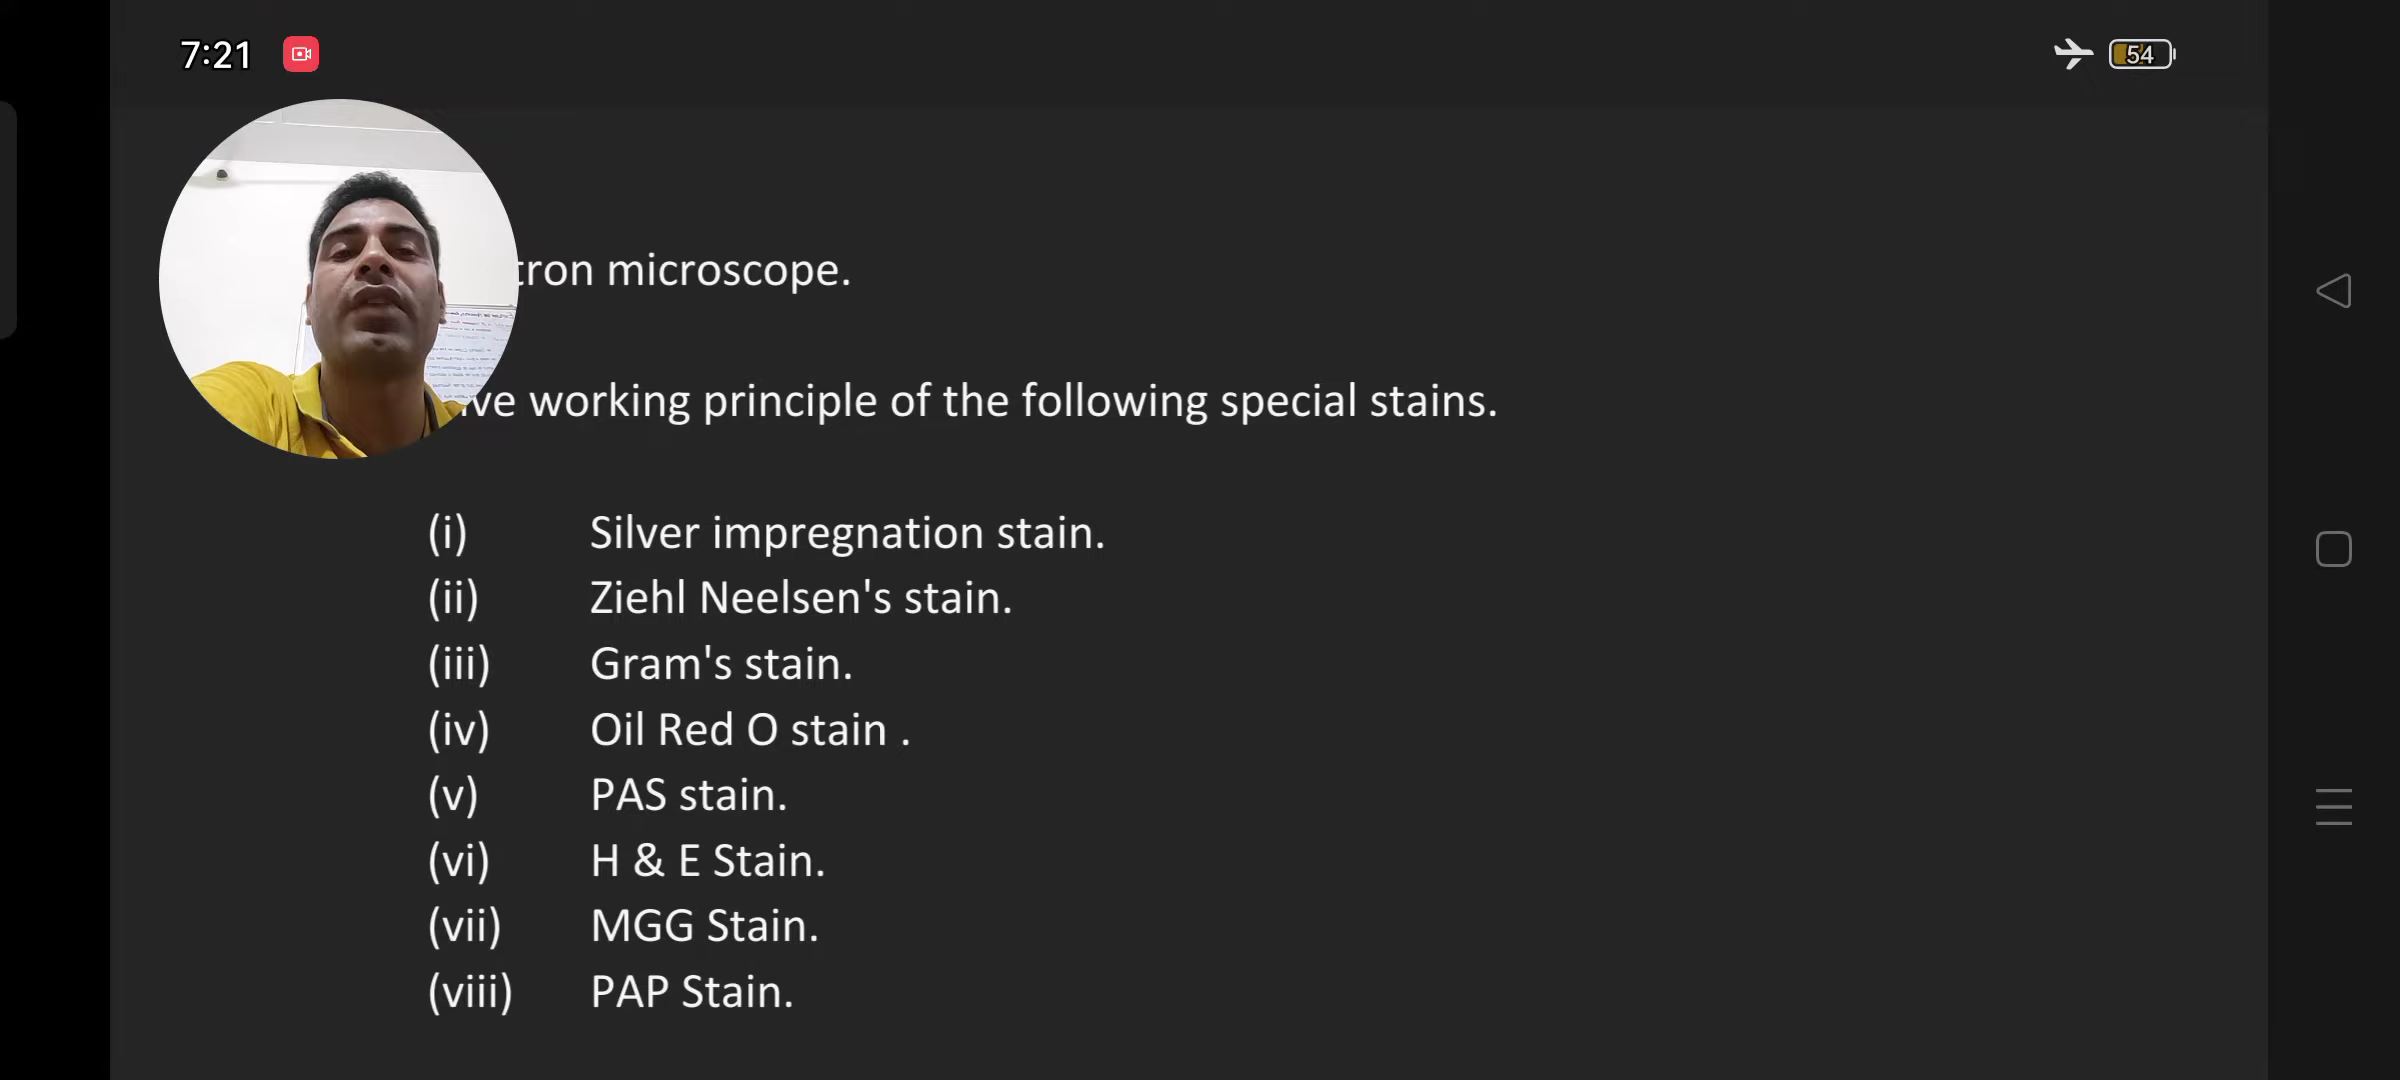 7:21
54
tron microscope.
ive working principle of the following special stains.
(i) Silver impregnation stain.
(ii) Ziehl Neelsen's stain.
(iii) Gram's stain.
(iv) Oil Red O stain .
(v) PAS stain.
(vi) H & E Stain.
(vii) MGG Stain.
(viii) PAP Stain.